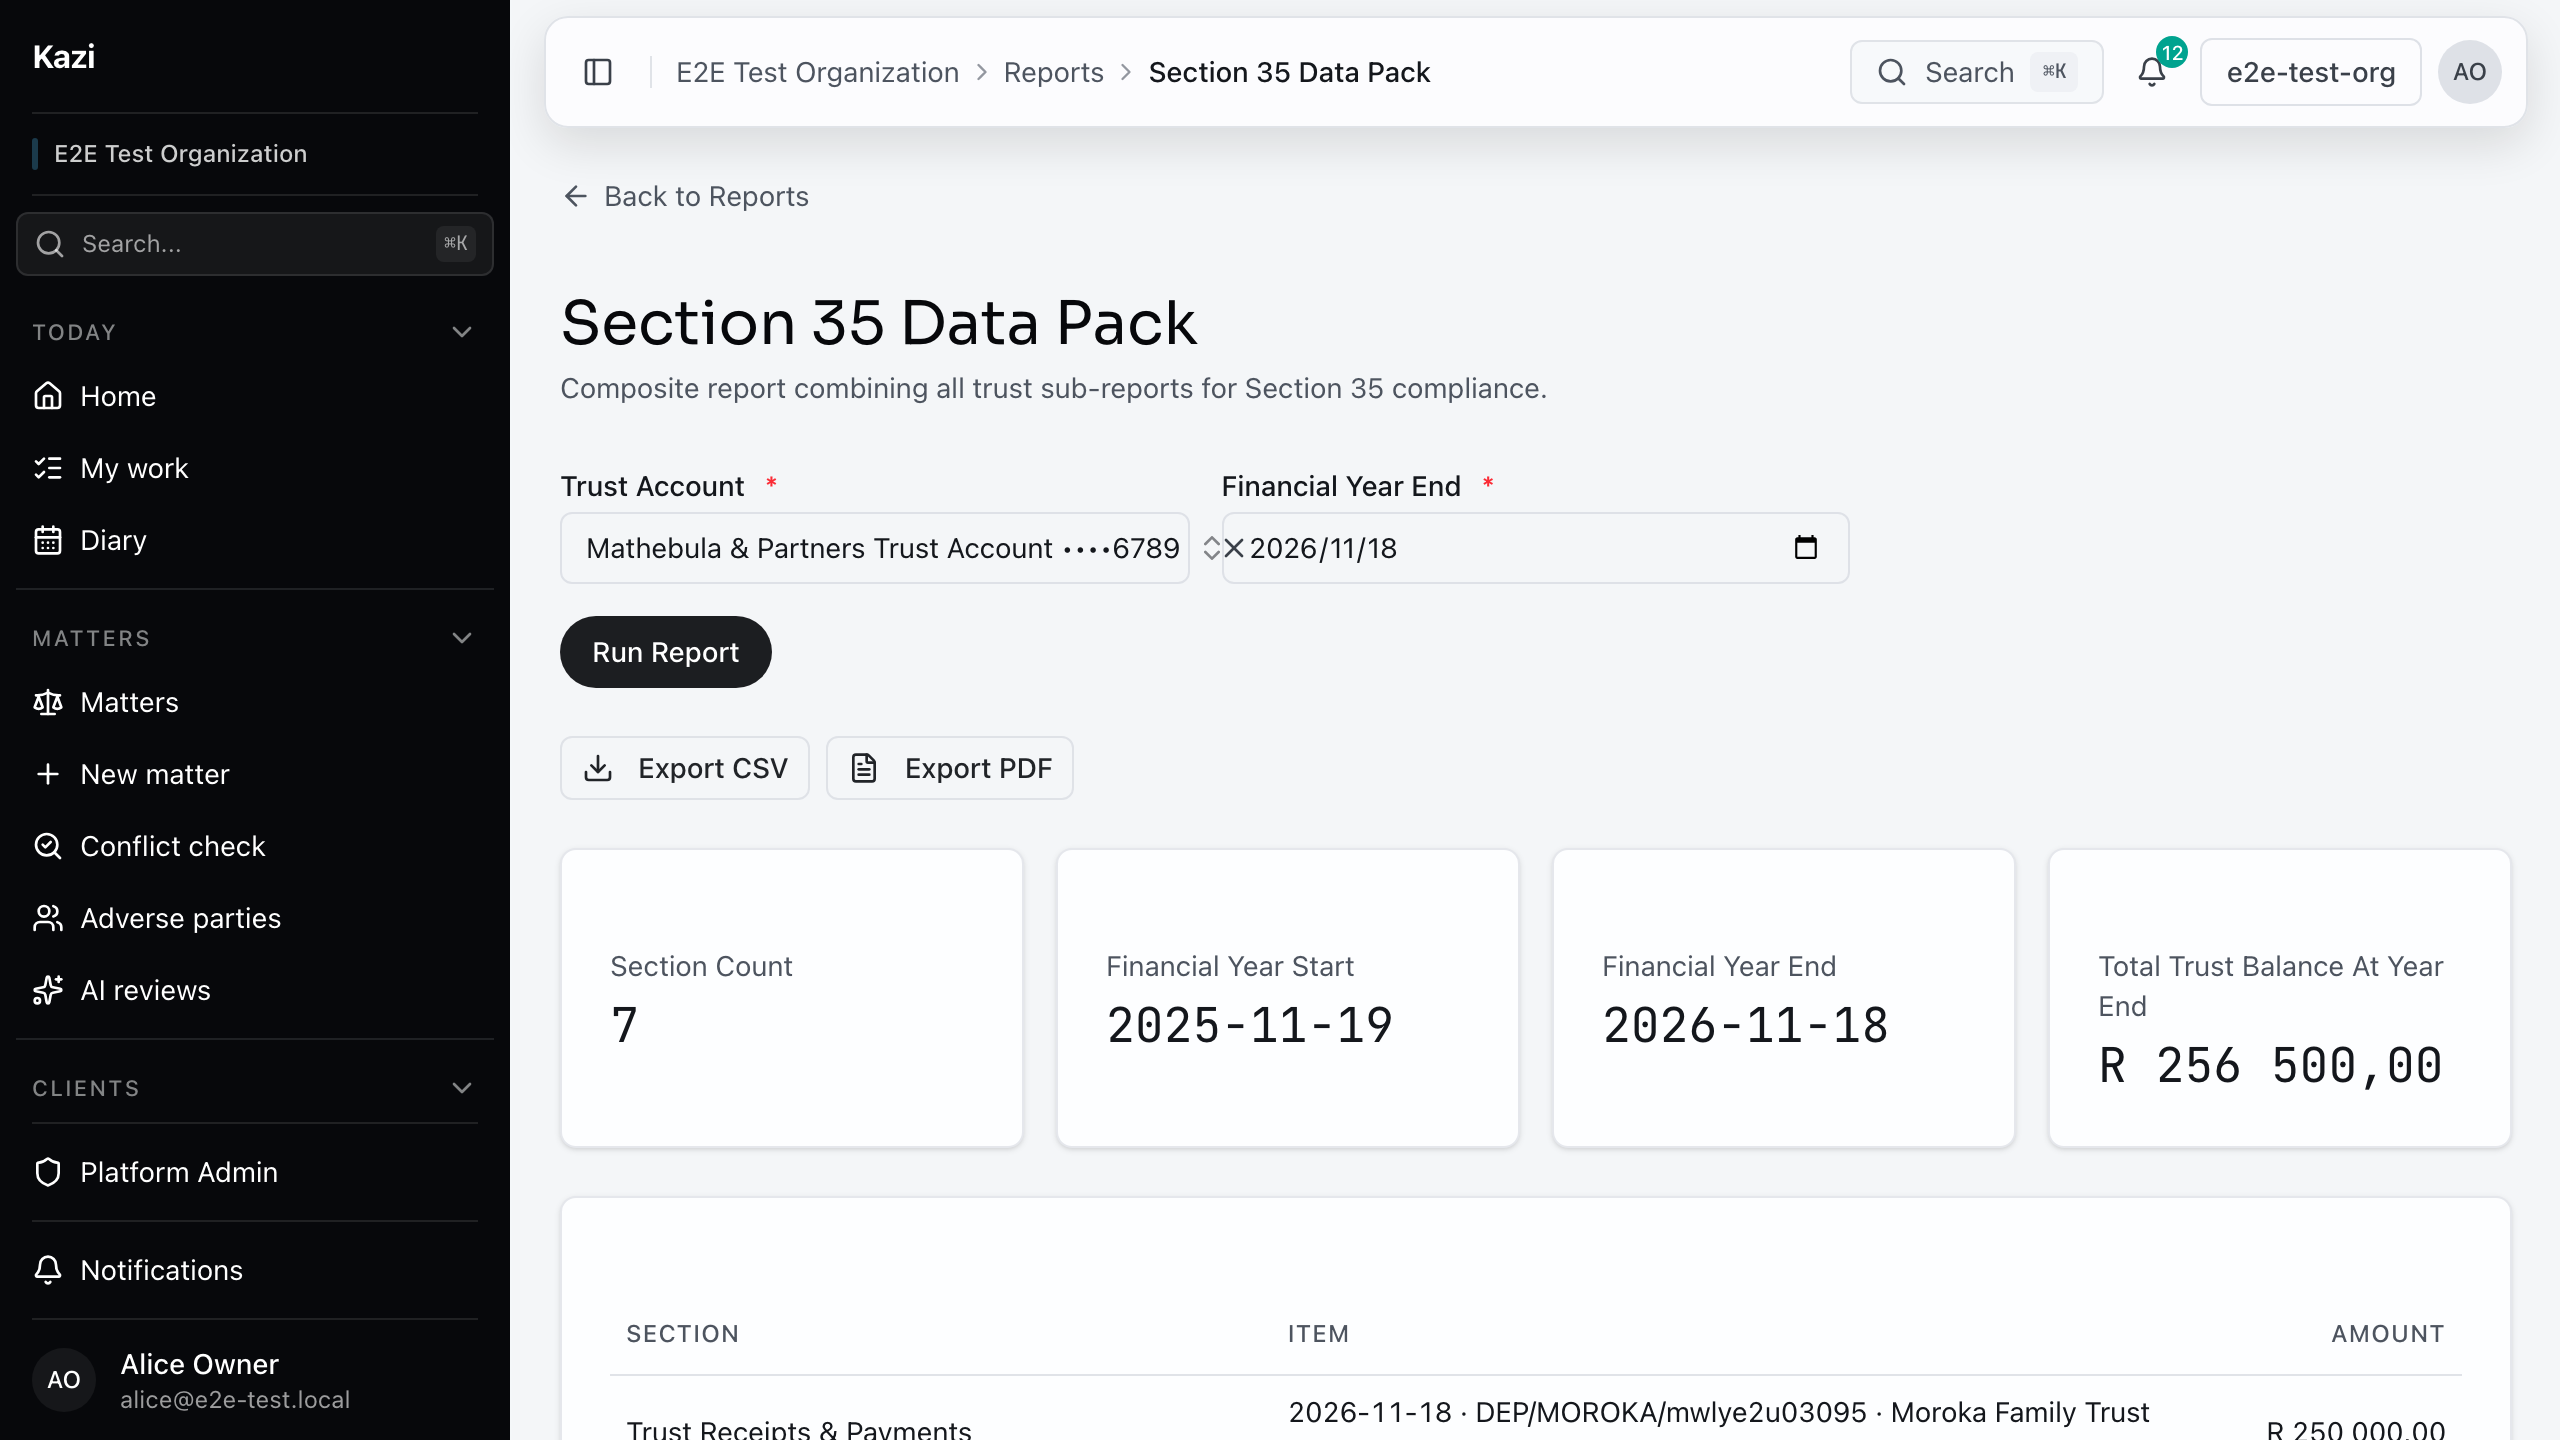 Kazi
E2E Test Organization
Search...
⌘K
TODAY
Home
My work
Diary
MATTERS
Matters
New matter
Conflict check
Adverse parties
AI reviews
CLIENTS
Platform Admin
Notifications
AO
Alice Owner
alice@e2e-test.local
E2E Test Organization
Reports
Section 35 Data Pack
Search
⌘K
12
e2e-test-org
AO
Back to Reports
Section 35 Data Pack
Composite report combining all trust sub-reports for Section 35 compliance.
Trust Account *
Financial Year End *
Mathebula & Partners Trust Account ····6789
2026/11/18
Run Report
Export CSV
Export PDF
Section Count
7
Financial Year Start
2025-11-19
Financial Year End
2026-11-18
Total Trust Balance At Year
End
R 256 500,00
SECTION
ITEM
AMOUNT
2026-11-18 · DEP/MOROKA/mwlye2u03095 · Moroka Family Trust
Trust Receipts & Payments
R 250 000,00